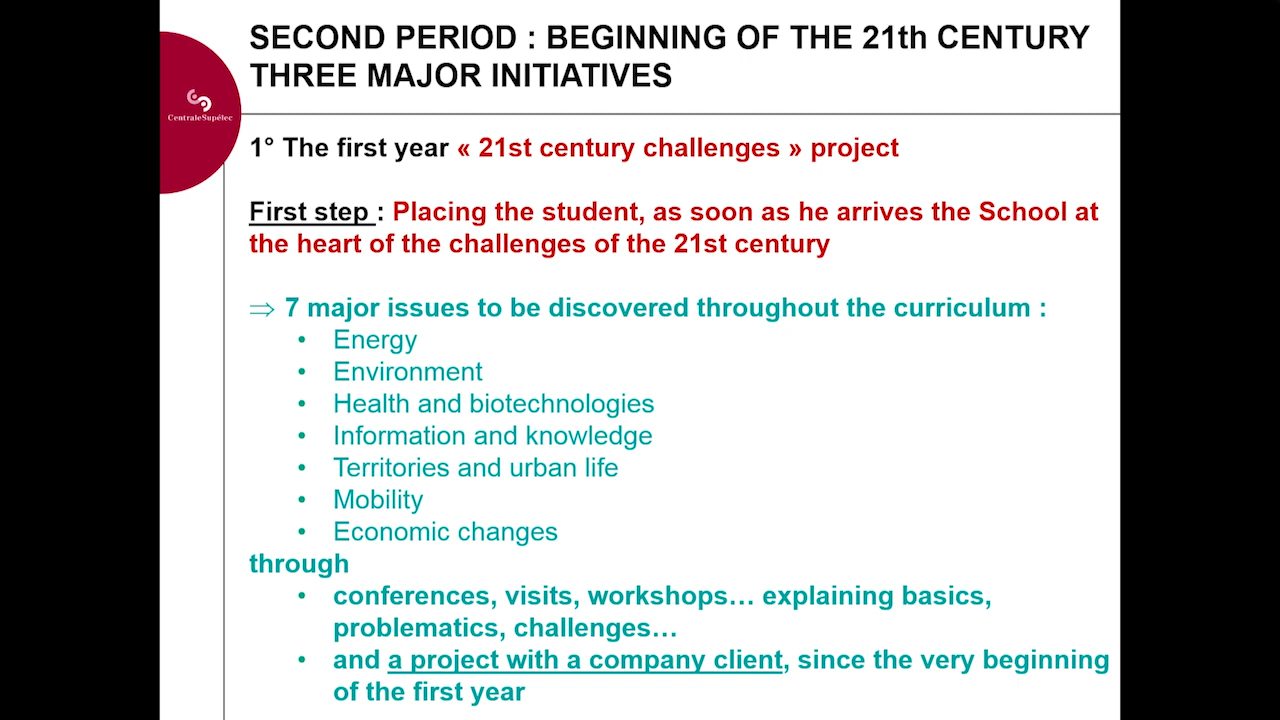 SECOND PERIOD : BEGINNING OF THE 21th CENTURY
THREE MAJOR INITIATIVES
CentraleSupélec
1° The first year « 21st century challenges » project
First step : Placing the student, as soon as he arrives the School at
the heart of the challenges of the 21st century
⇒ 7 major issues to be discovered throughout the curriculum :
• Energy
• Environment
• Health and biotechnologies
• Information and knowledge
• Territories and urban life
• Mobility
• Economic changes
through
• conferences, visits, workshops… explaining basics,
problematics, challenges…
• and a project with a company client, since the very beginning
of the first year